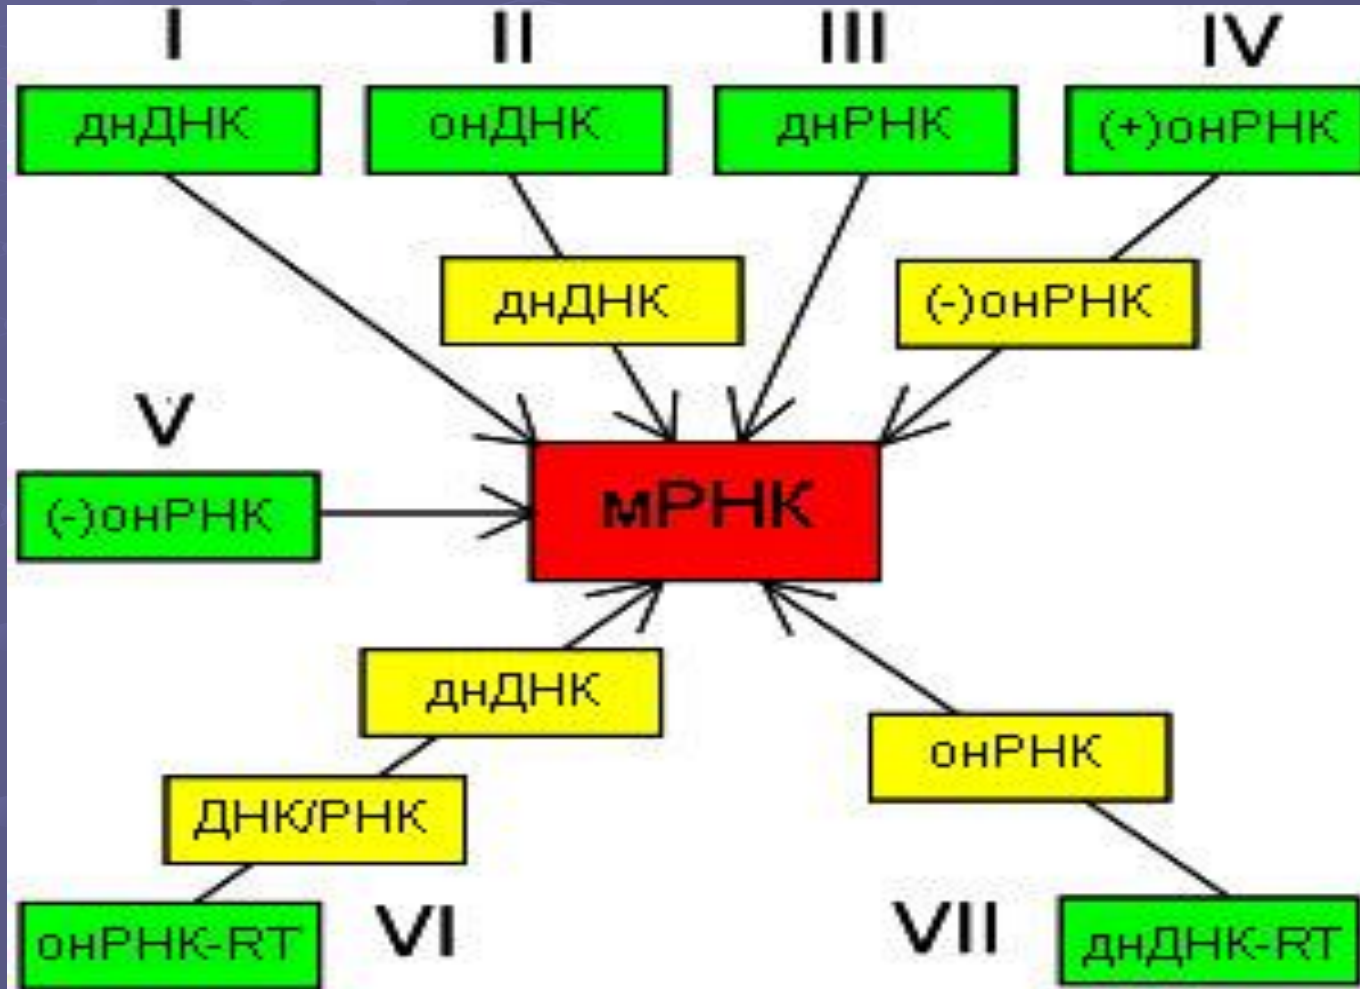 I
II
III
IV
днДНК
онДНК
днРНК
(+)онРНК
днДНК
(-)онРНК
V
(-)онРНК
мРНК
днДНК
онРНК
ДНК/РНК
онРНК-RT
VI
VII
днДНК-RT